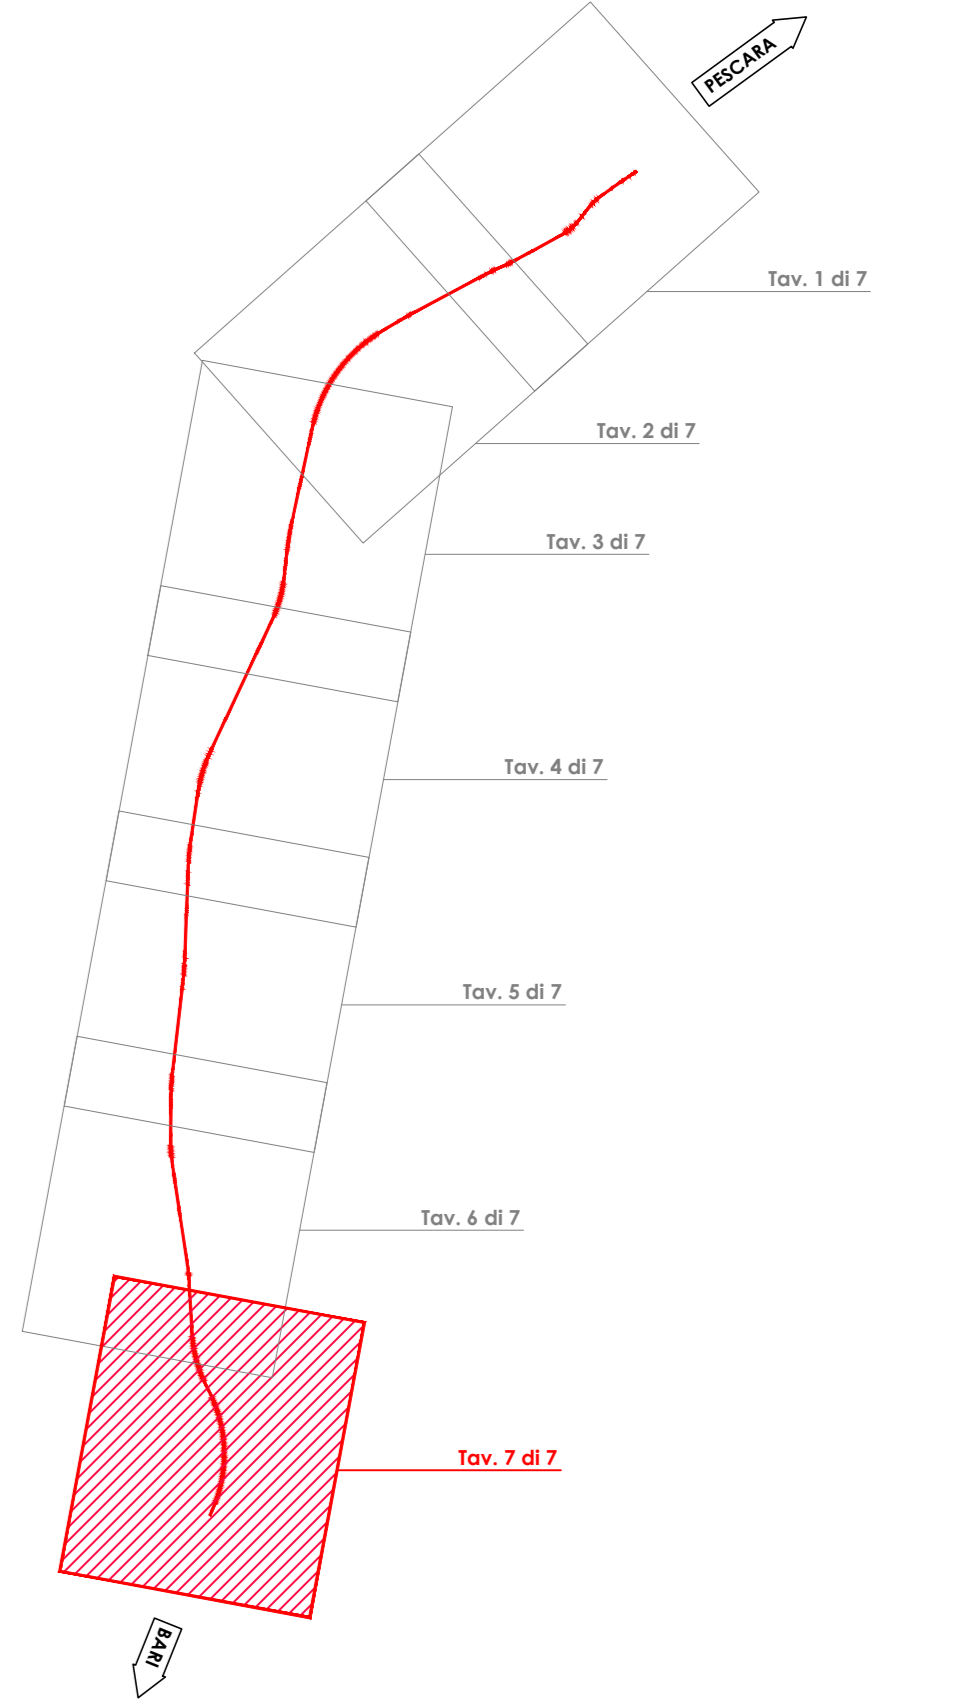 PESCARA
Tav. 1 di 7
Tav. 2 di 7
Tav. 3 di 7
Tav. 4 di 7
Tav. 5 di 7
Tav. 6 di 7
Tav. 7 di 7
BARI